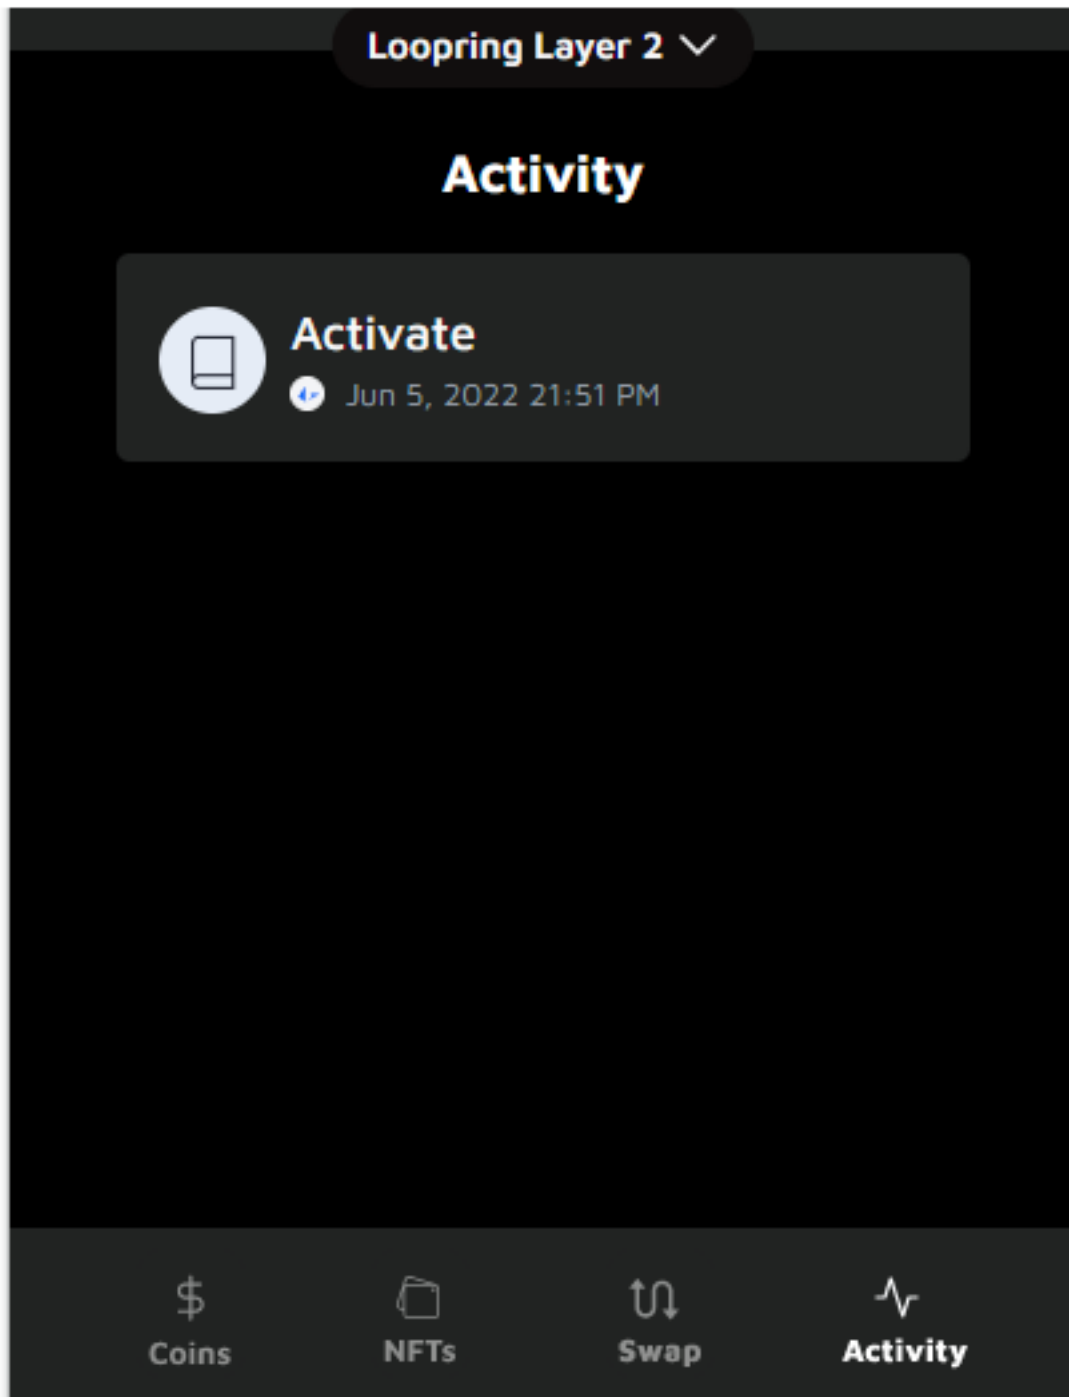 Loopring Layer 2
Activity
Activate
Jun 5, 2022 21:51 PM
Coins
NFTs
Swap
Activity